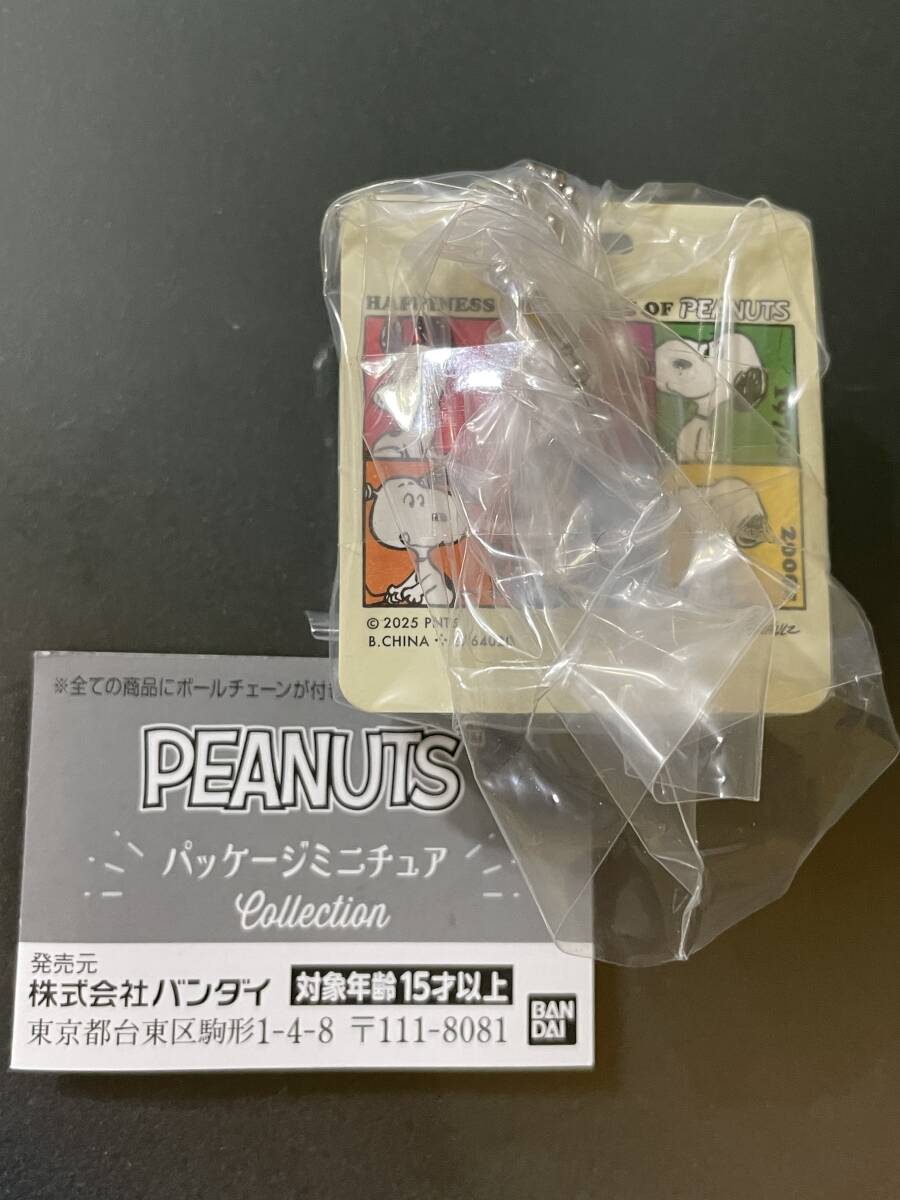 HAPPINESS OF PEANUTS
© 2025 PNTS
B.CHINA
※全ての商品にボールチェーンが付き
PEANUTS
パッケージミニチュア
Collection
発売元
株式会社バンダイ 対象年齢15才以上
東京都台東区駒形1-4-8 〒111-8081
BAN
DAI